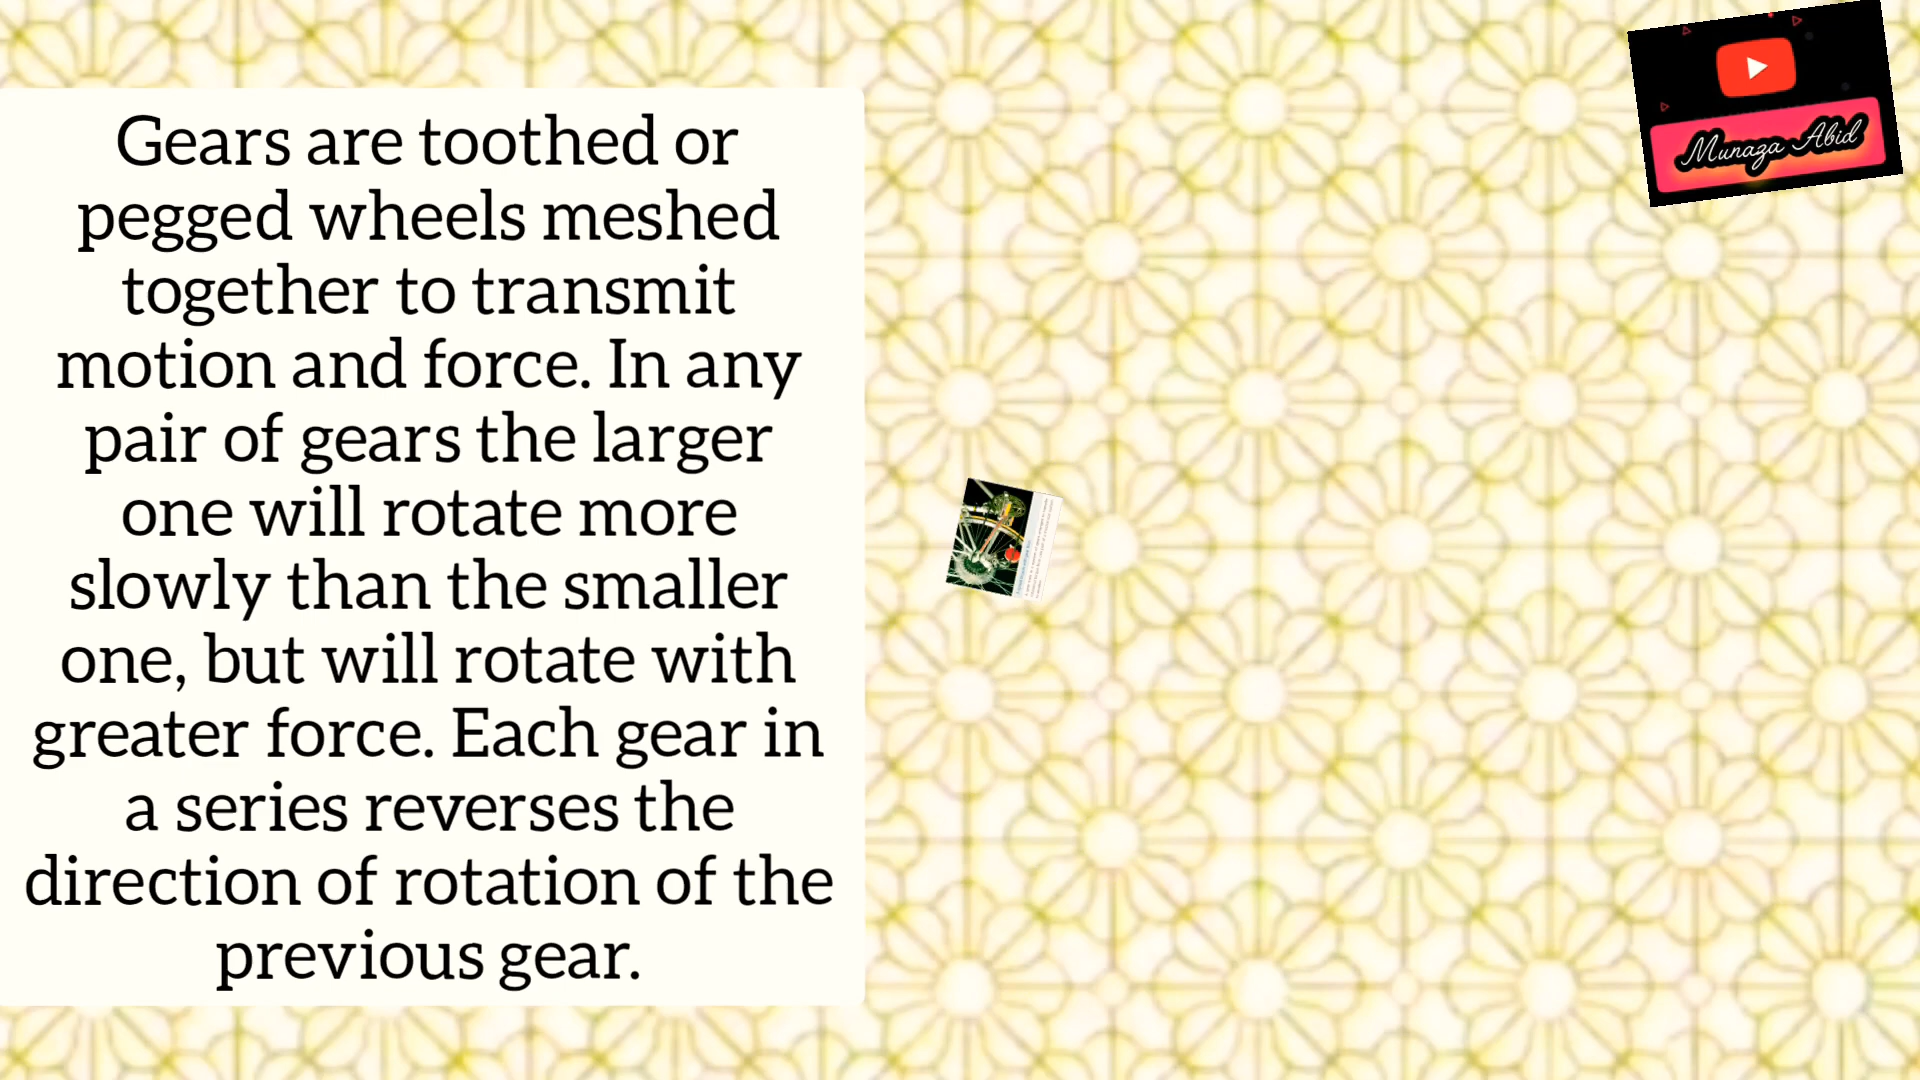 Gears are toothed or
pegged wheels meshed
together to transmit
motion and force. In any
pair of gears the larger
one will rotate more
slowly than the smaller
one, but will rotate with
greater force. Each gear in
a series reverses the
direction of rotation of the
previous gear.
Munaza Abid